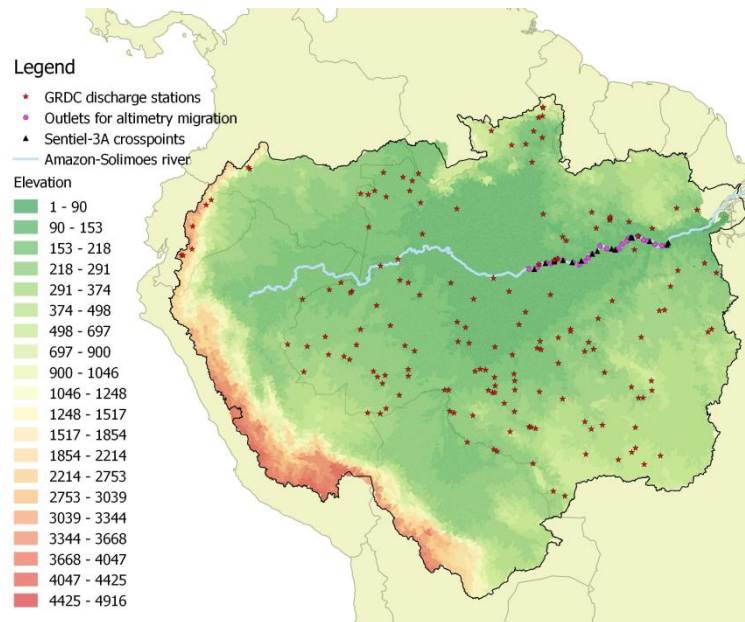 Legend
GRDC discharge stations
Outlets for altimetry migration
Sentiel-3A crosspoints
Amazon-Solimoes river
Elevation
1 - 90
90 - 153
153 - 218
218 - 291
291 - 374
374 - 498
498 - 697
697 - 900
900 - 1046
1046 - 1248
1248 - 1517
1517 - 1854
1854 - 2214
2214 - 2753
2753 - 3039
3039 - 3344
3344 - 3668
3668 - 4047
4047 - 4425
4425 - 4916